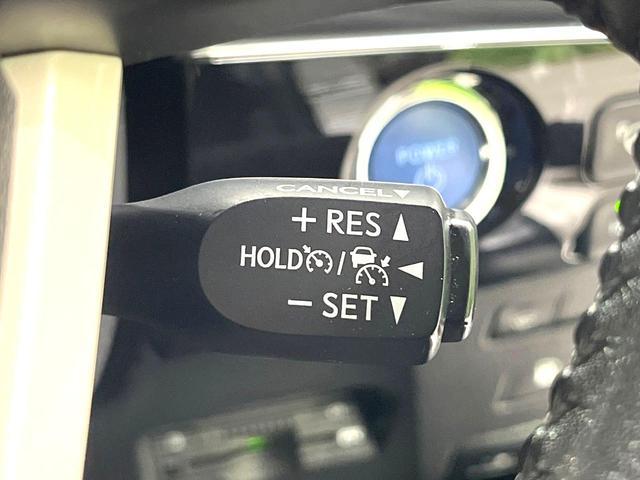 POWER
CANCEL▼
+ RES ▲
HOLD / ◀
− SET ▼